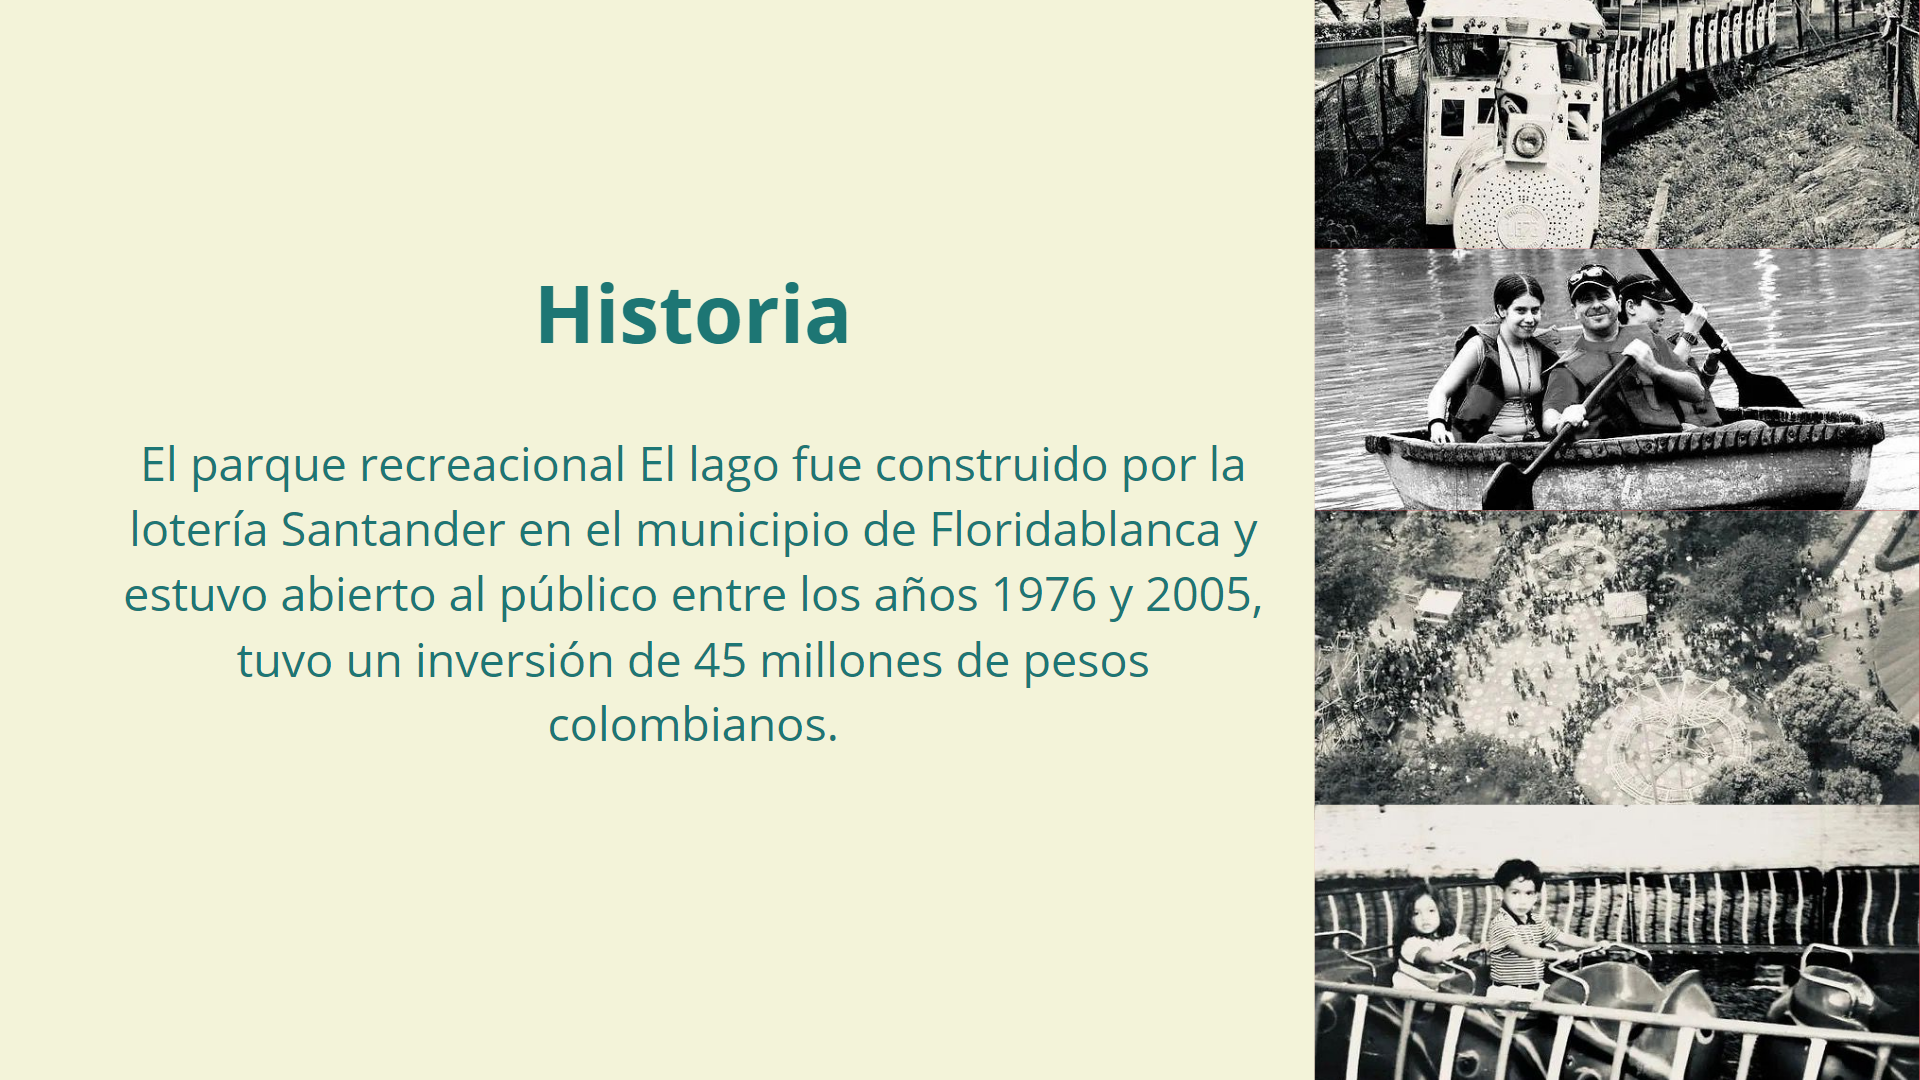 Historia
El parque recreacional El lago fue construido por la
lotería Santander en el municipio de Floridablanca y
estuvo abierto al público entre los años 1976 y 2005,
tuvo un inversión de 45 millones de pesos
colombianos.